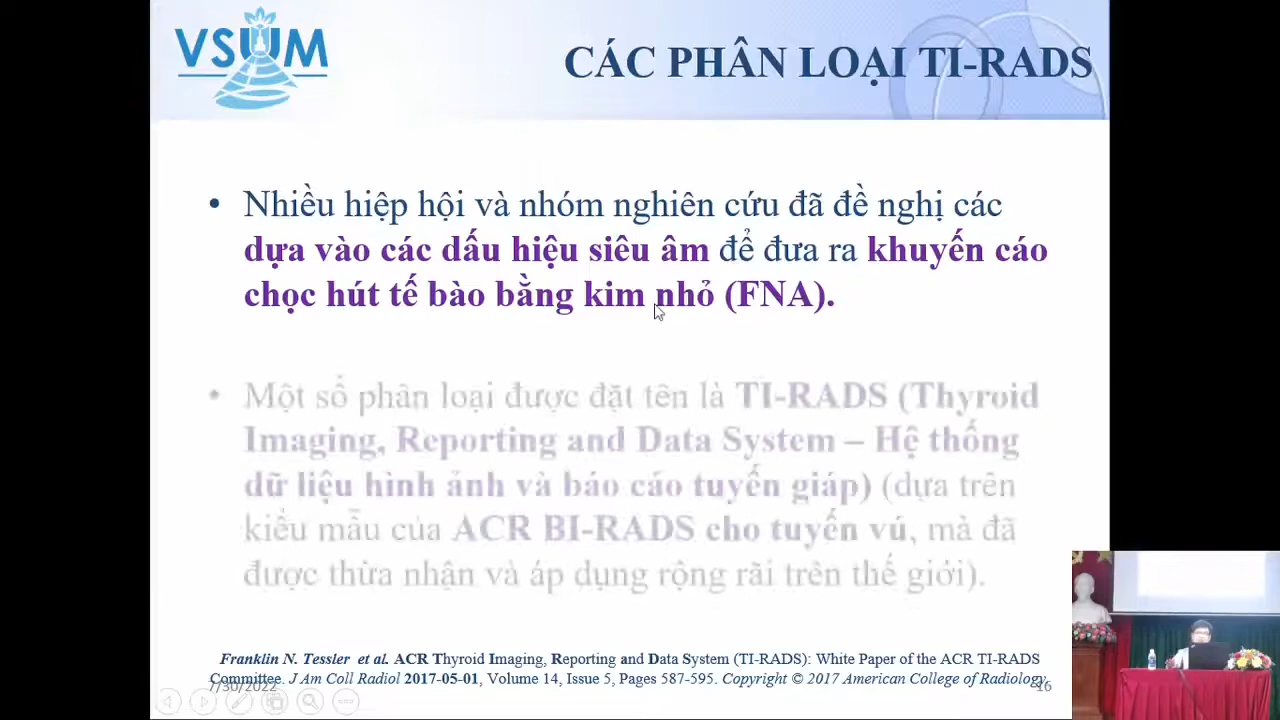 VSUM
CÁC PHÂN LOẠI TI-RADS
• Nhiều hiệp hội và nhóm nghiên cứu đã đề nghị các
dựa vào các dấu hiệu siêu âm để đưa ra khuyến cáo
chọc hút tế bào bằng kim nhỏ (FNA).
• Một số phân loại được đặt tên là TI-RADS (Thyroid
Imaging, Reporting and Data System – Hệ thống
dữ liệu hình ảnh và báo cáo tuyến giáp) (dựa trên
kiểu mẫu của ACR BI-RADS cho tuyến vú, mà đã
được thừa nhận và áp dụng rộng rãi trên thế giới).
Franklin N. Tessler et al. ACR Thyroid Imaging, Reporting and Data System (TI-RADS): White Paper of the ACR TI-RADS
Committee. J Am Coll Radiol 2017-05-01, Volume 14, Issue 5, Pages 587-595. Copyright © 2017 American College of Radiology.
7/30/2022
16